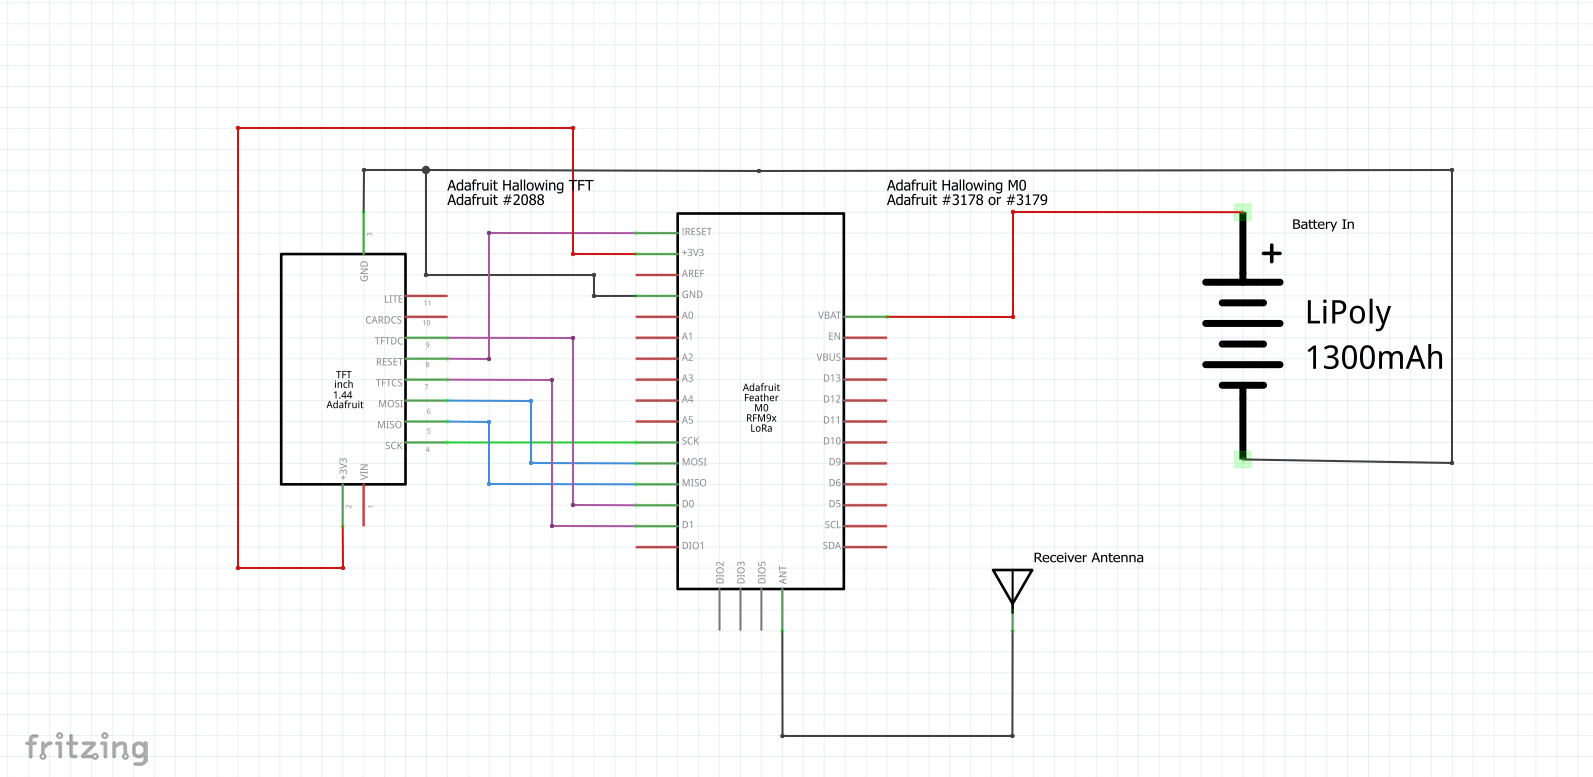 Adafruit Hallowing TFT
Adafruit #2088
Adafruit Hallowing M0
Adafruit #3178 or #3179
Battery In
+
LiPoly
1300mAh
3
GND
LITE
11
CARDCS
10
TFTDC
9
RESET
8
TFTCS
7
MOSI
6
MISO
5
SCK
4
TFT
inch
1.44
Adafruit
+3V3
VIN
2
1
!RESET
+3V3
AREF
GND
A0
A1
A2
A3
A4
A5
SCK
MOSI
MISO
D0
D1
DIO1
Adafruit
Feather
M0
RFM9x
LoRa
VBAT
EN
VBUS
D13
D12
D11
D10
D9
D6
D5
SCL
SDA
DIO2
DIO3
DIO5
ANT
Receiver Antenna
fritzing